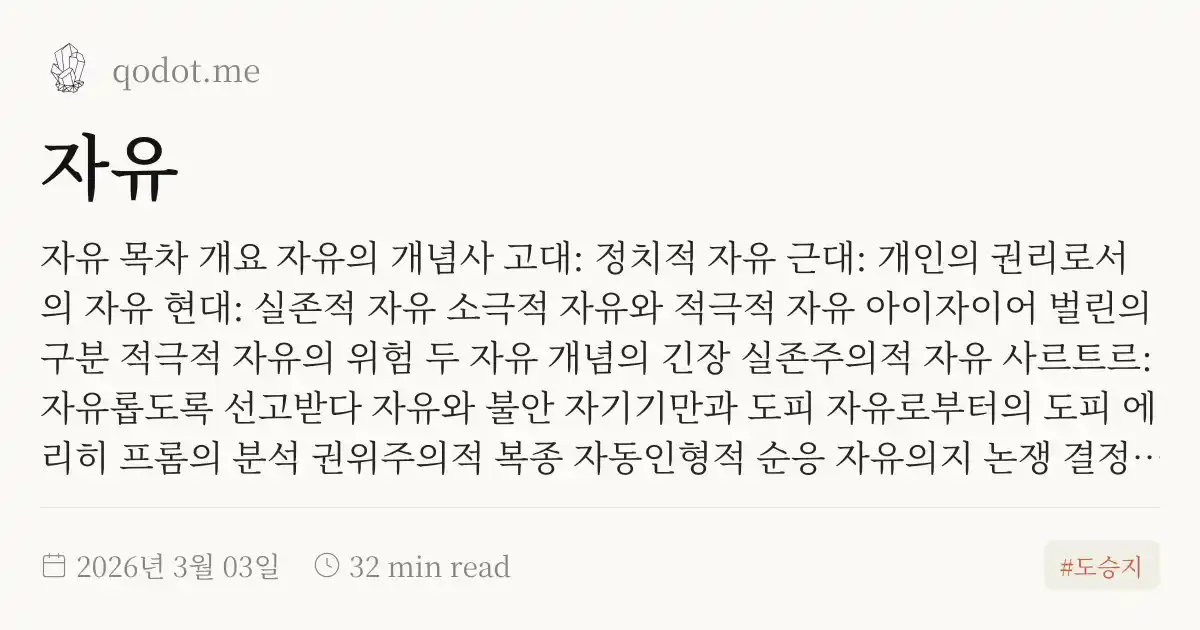 qodot.me
자유
자유 목차 개요 자유의 개념사 고대: 정치적 자유 근대: 개인의 권리로서
의 자유 현대: 실존적 자유 소극적 자유와 적극적 자유 아이자이어 벌린의
구분 적극적 자유의 위험 두 자유 개념의 긴장 실존주의적 자유 사르트르:
자유롭도록 선고받다 자유와 불안 자기기만과 도피 자유로부터의 도피 에
리히 프롬의 분석 권위주의적 복종 자동인형적 순응 자유의지 논쟁 결정…
2026년 3월 03일 32 min read #도승지